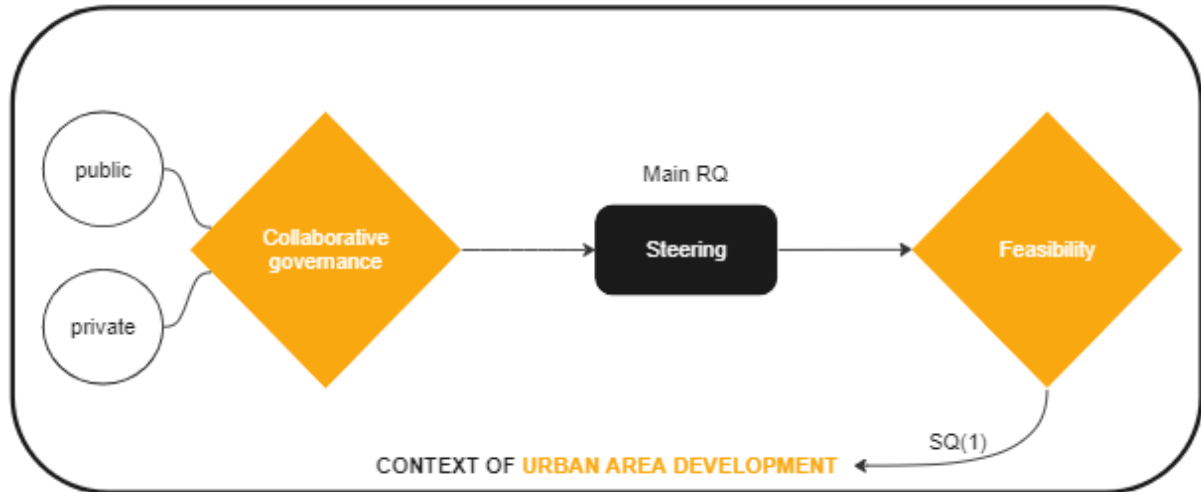 public
private
Collaborative
governance
Main RQ
Steering
Feasibility
SQ(1)
CONTEXT OF URBAN AREA DEVELOPMENT